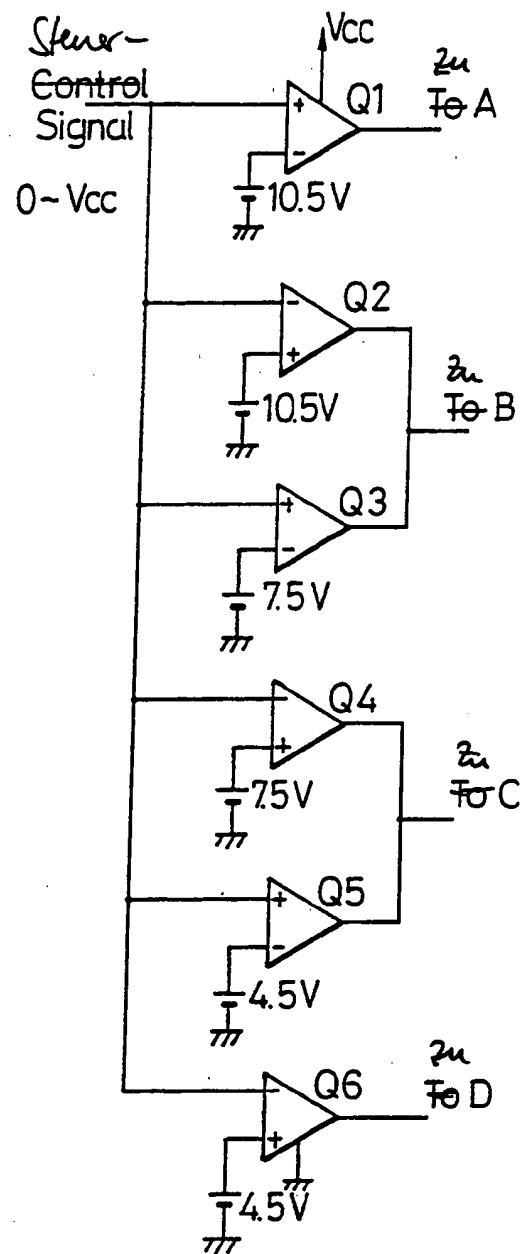 Steuer-
Control
Signal
0~Vcc
Vcc
+
-
Q1
zu
To A
10.5V
-
+
Q2
10.5V
zu
To B
+
-
Q3
7.5V
-
+
Q4
7.5V
zu
To C
+
-
Q5
4.5V
-
+
Q6
zu
To D
4.5V